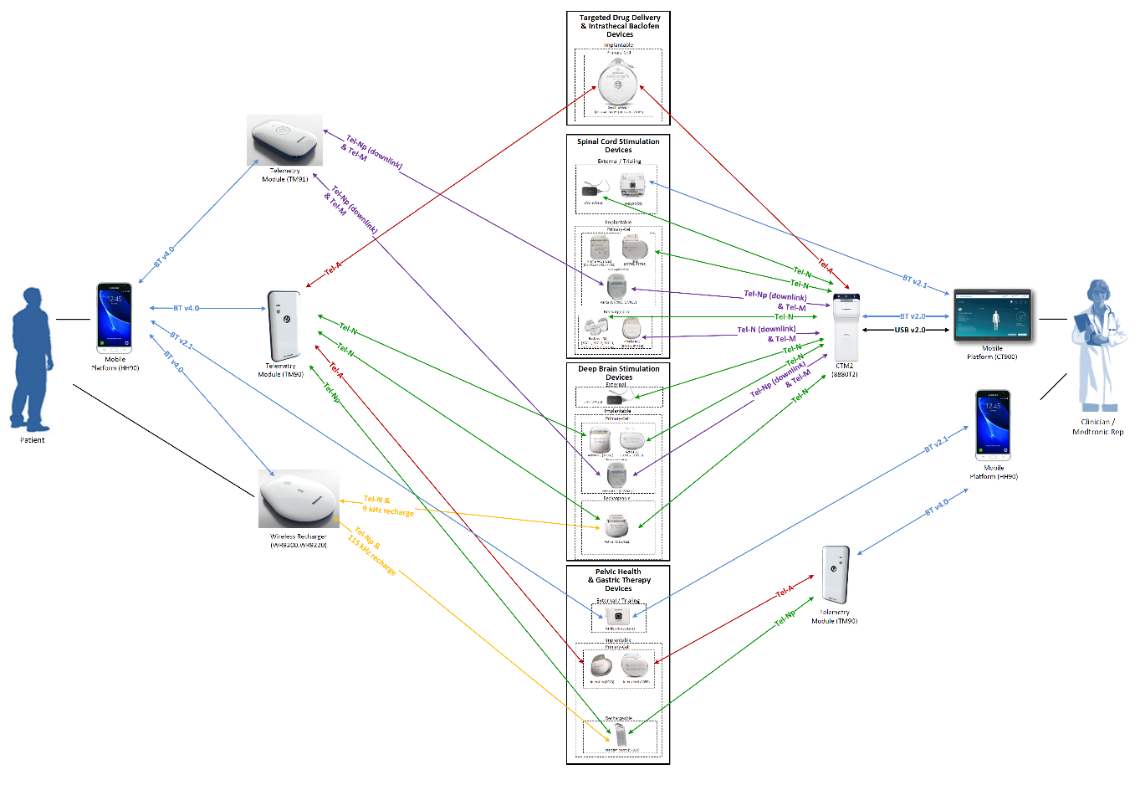 Targeted Drug Delivery
& Intrathecal Baclofen
Devices
Implantable
Primary-Cell
Spinal Cord Stimulation
Devices
External / Trialing
Implantable
Primary-Cell
Deep Brain Stimulation
Devices
External
Implantable
Primary-Cell
Rechargeable
Pelvic Health
& Gastric Therapy
Devices
External / Trialing
Implantable
Primary-Cell
Rechargeable
Patient
Mobile
Platform (HH90)
Telemetry
Module (TM91)
Telemetry
Module (TM90)
Wireless Recharger
(WR9200,WR9220)
BT v4.0
BT v4.0
BT v2.1
BT v4.0
Tel-Np (downlink)
& Tel-M
Tel-Np (downlink)
& Tel-M
Tel-A
Tel-N
Tel-N
Tel-A
Tel-Np
Tel-N &
9 kHz recharge
Tel-Np &
115 kHz recharge
Tel-A
Tel-N
Tel-N
BT v2.1
Tel-Np (downlink)
& Tel-M
Tel-N
Tel-N (downlink)
& Tel-M
Tel-N
Tel-N
Tel-Np (downlink)
& Tel-M
Tel-N
CTM2
(8880T2)
BT v2.0
USB v2.0
Mobile
Platform (CT900)
Clinician /
Medtronic Rep
Mobile
Platform (HH90)
BT v2.1
BT v4.0
Tel-A
Tel-Np
Telemetry
Module (TM90)